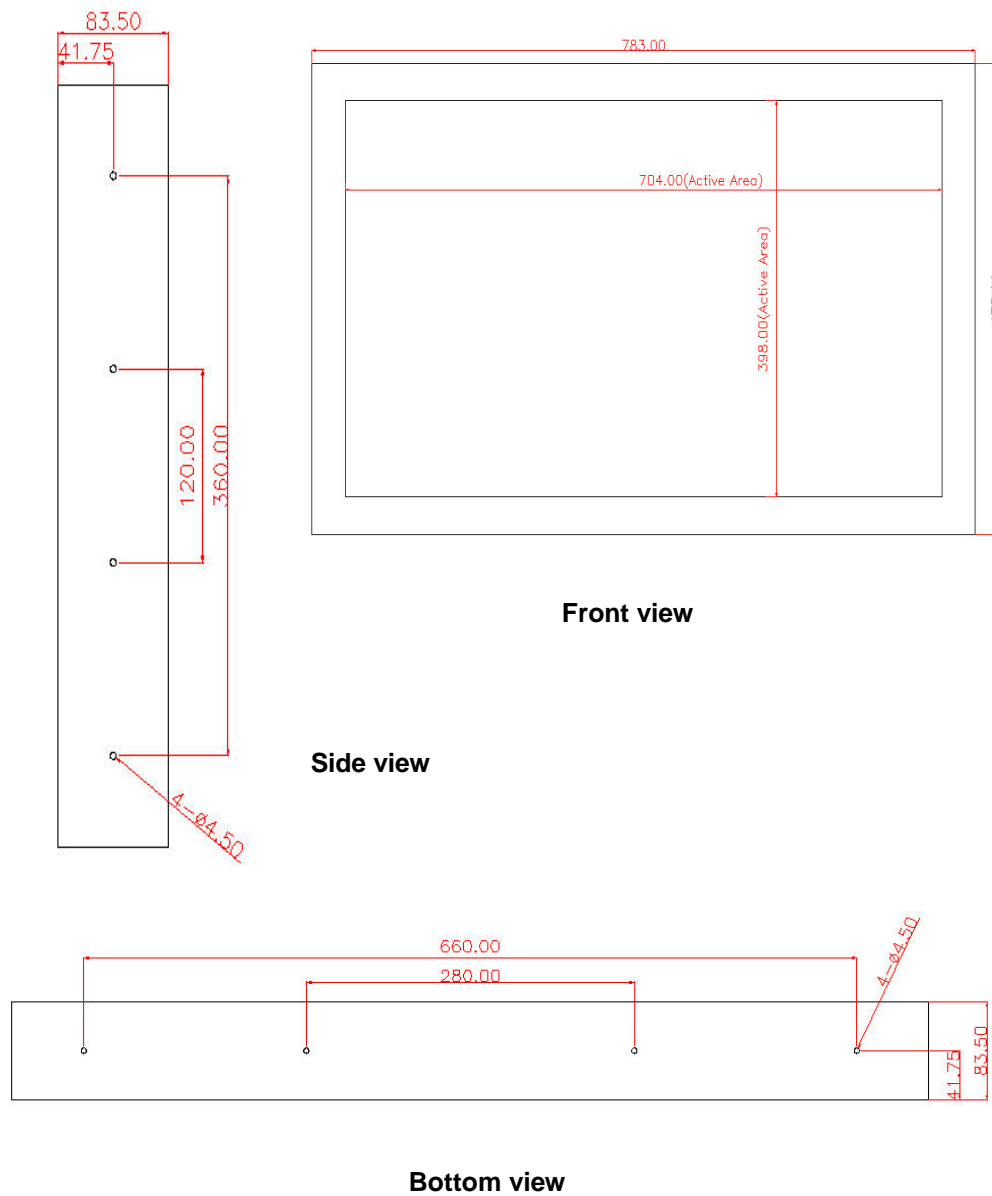 83.50
41.75
783.00
704.00(Active Area)
398.00(Active Area)
120.00
360.00
Front view
Side view
4-ø4.50
660.00
280.00
4-ø4.50
41.75
83.50
Bottom view